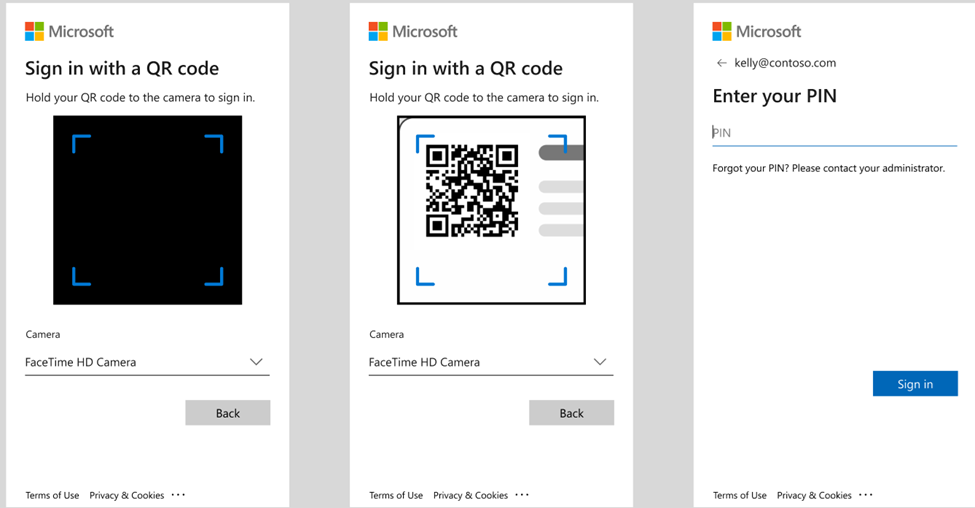 Microsoft
Sign in with a QR code
Hold your QR code to the camera to sign in.
Camera
FaceTime HD Camera
Back
Terms of Use Privacy & Cookies ...
Microsoft
Sign in with a QR code
Hold your QR code to the camera to sign in.
Camera
FaceTime HD Camera
Back
Terms of Use Privacy & Cookies ...
Microsoft
← kelly@contoso.com
Enter your PIN
PIN
Forgot your PIN? Please contact your administrator.
Sign in
Terms of Use Privacy & Cookies ...